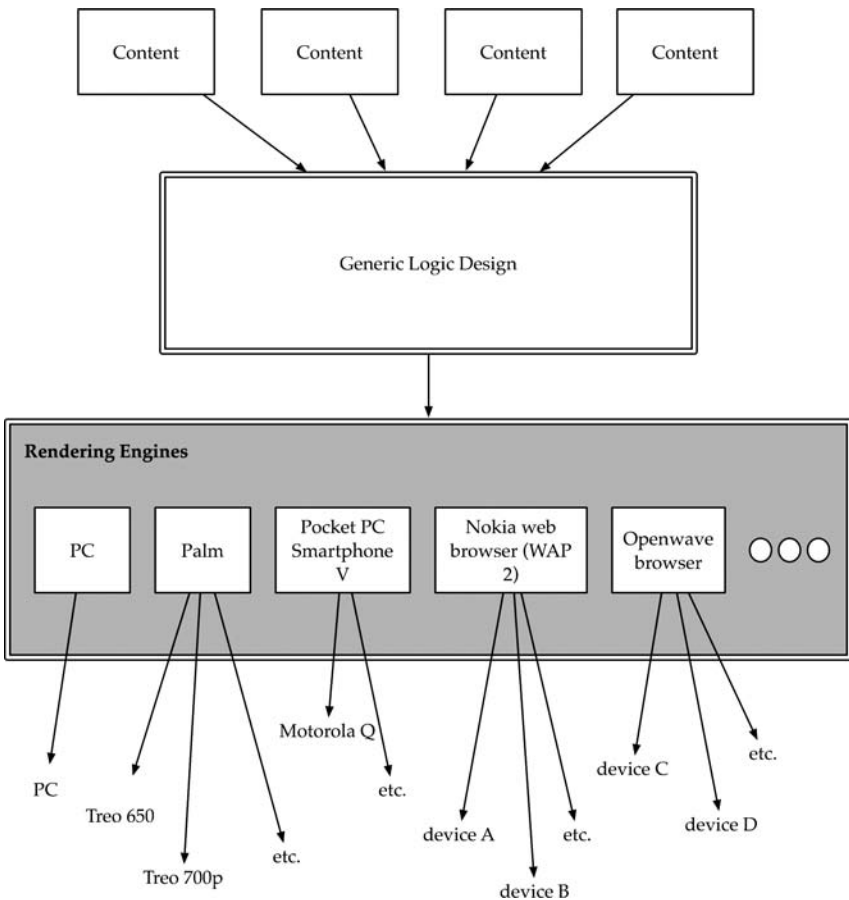 Content
Content
Content
Content
Generic Logic Design
Rendering Engines
PC
Palm
Pocket PC
Smartphone
V
Nokia web
browser (WAP
2)
Openwave
browser
PC
Treo 650
Treo 700p
etc.
Motorola Q
etc.
device A
device B
etc.
device C
device D
etc.